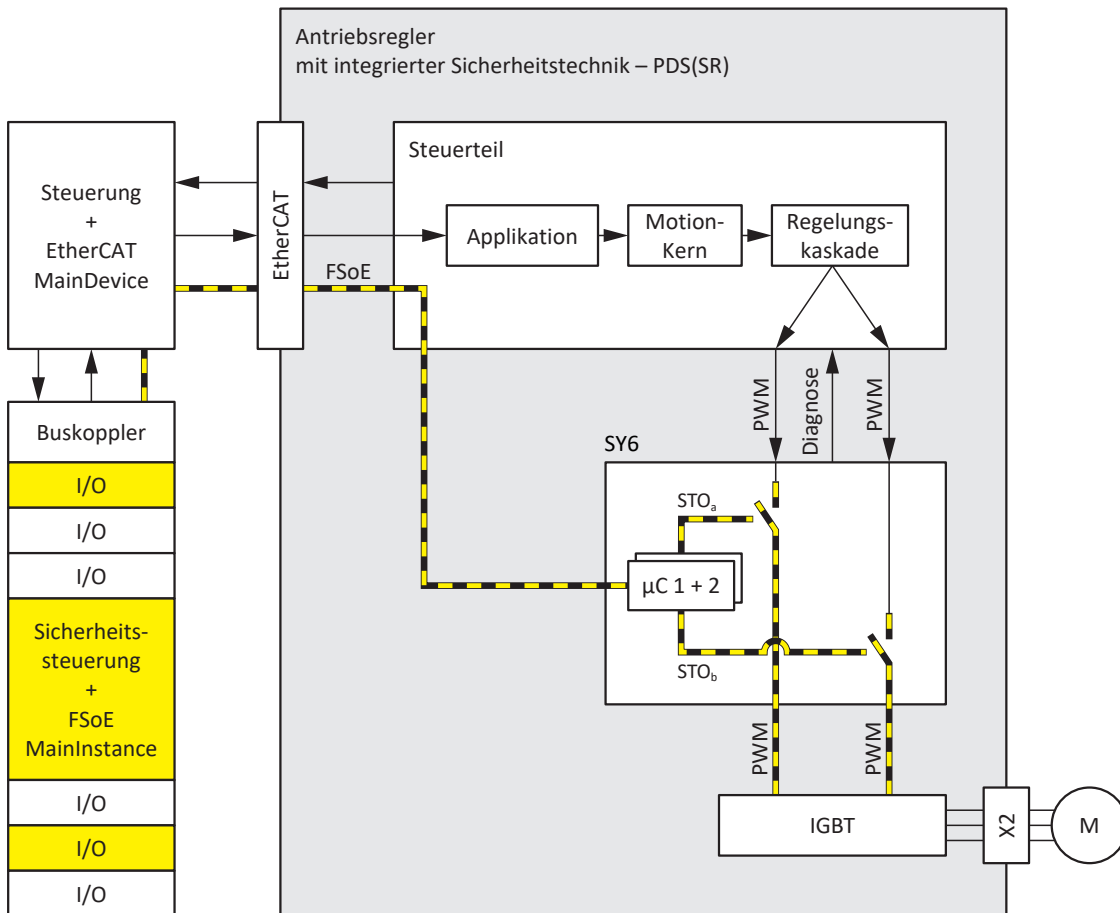 Antriebsregler
mit integrierter Sicherheitstechnik – PDS(SR)
Steuerteil
Steuerung
+
EtherCAT
MainDevice
EtherCAT
Applikation
Motion-
Kern
Regelungs-
kaskade
FSoE
PWM
Diagnose
PWM
Buskoppler
I/O
I/O
I/O
Sicherheits-
steuerung
+
FSoE
MainInstance
I/O
I/O
I/O
SY6
STOa
µC 1 + 2
STOb
PWM
PWM
IGBT
X2
M